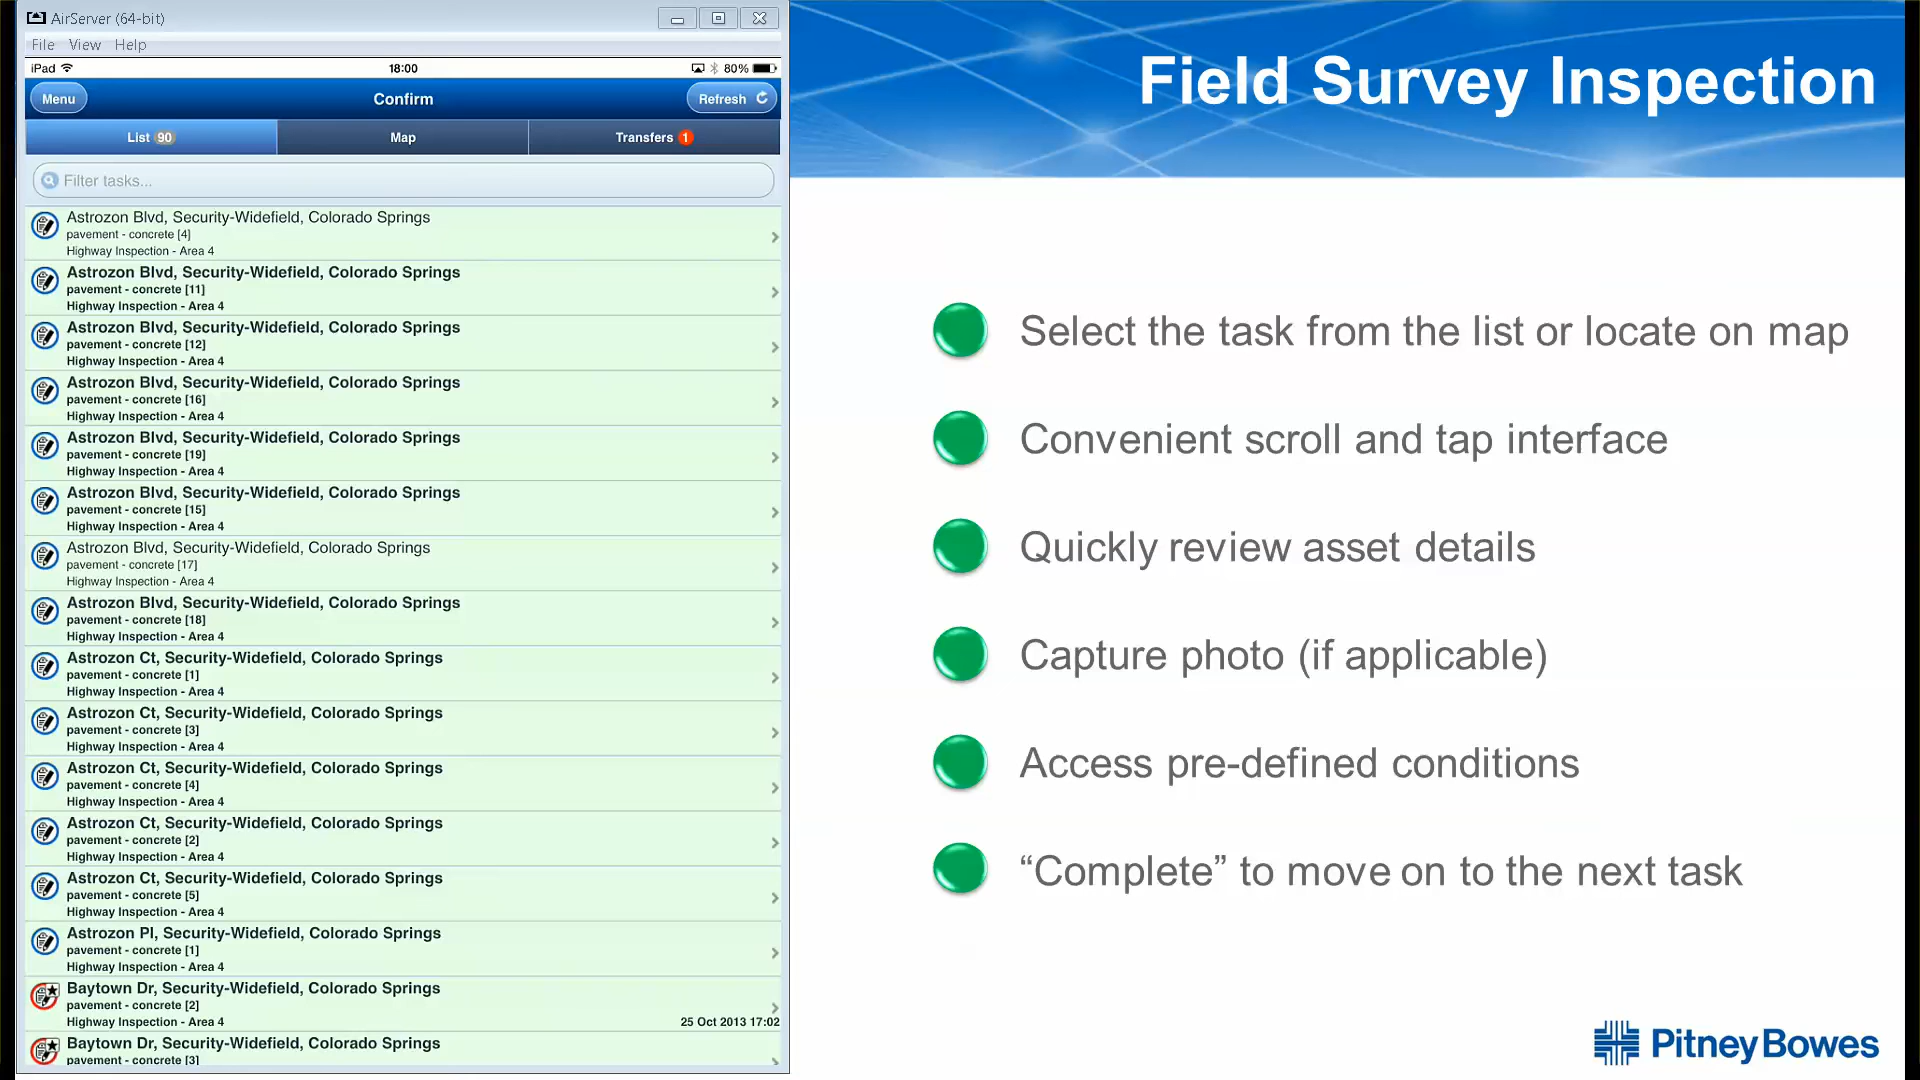 AirServer (64-bit)
File View Help
iPad 18:00 80%
Menu Confirm Refresh
List 90 Map Transfers 1
Filter tasks...
Astrozon Blvd, Security-Widefield, Colorado Springs
pavement - concrete [4]
Highway Inspection - Area 4
Astrozon Blvd, Security-Widefield, Colorado Springs
pavement - concrete [11]
Highway Inspection - Area 4
Astrozon Blvd, Security-Widefield, Colorado Springs
pavement - concrete [12]
Highway Inspection - Area 4
Astrozon Blvd, Security-Widefield, Colorado Springs
pavement - concrete [16]
Highway Inspection - Area 4
Astrozon Blvd, Security-Widefield, Colorado Springs
pavement - concrete [19]
Highway Inspection - Area 4
Astrozon Blvd, Security-Widefield, Colorado Springs
pavement - concrete [15]
Highway Inspection - Area 4
Astrozon Blvd, Security-Widefield, Colorado Springs
pavement - concrete [17]
Highway Inspection - Area 4
Astrozon Blvd, Security-Widefield, Colorado Springs
pavement - concrete [18]
Highway Inspection - Area 4
Astrozon Ct, Security-Widefield, Colorado Springs
pavement - concrete [1]
Highway Inspection - Area 4
Astrozon Ct, Security-Widefield, Colorado Springs
pavement - concrete [3]
Highway Inspection - Area 4
Astrozon Ct, Security-Widefield, Colorado Springs
pavement - concrete [4]
Highway Inspection - Area 4
Astrozon Ct, Security-Widefield, Colorado Springs
pavement - concrete [2]
Highway Inspection - Area 4
Astrozon Ct, Security-Widefield, Colorado Springs
pavement - concrete [5]
Highway Inspection - Area 4
Astrozon Pl, Security-Widefield, Colorado Springs
pavement - concrete [1]
Highway Inspection - Area 4
Baytown Dr, Security-Widefield, Colorado Springs
pavement - concrete [2]
Highway Inspection - Area 4 25 Oct 2013 17:02
Baytown Dr, Security-Widefield, Colorado Springs
pavement - concrete [3]
Field Survey Inspection
Select the task from the list or locate on map
Convenient scroll and tap interface
Quickly review asset details
Capture photo (if applicable)
Access pre-defined conditions
“Complete” to move on to the next task
PitneyBowes